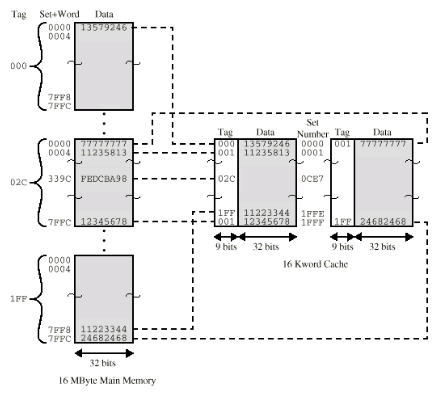 Tag Set+Word Data
0000 13579246
0004
000
7FF8
7FFC
Set
Number
0000 77777777 Tag Data Tag Data
0004 11235813 000 13579246 0000 001 77777777
001 11235813 0001
02C 339C FEDCBA98 02C 0CE7
1FF 11223344 1FFE
7FFC 12345678 001 12345678 1FFF 1FF 24682468
9 bits 32 bits 9 bits 32 bits
16 Kword Cache
0000
0004
1FF
7FF8 11223344
7FFC 24682468
32 bits
16 MByte Main Memory